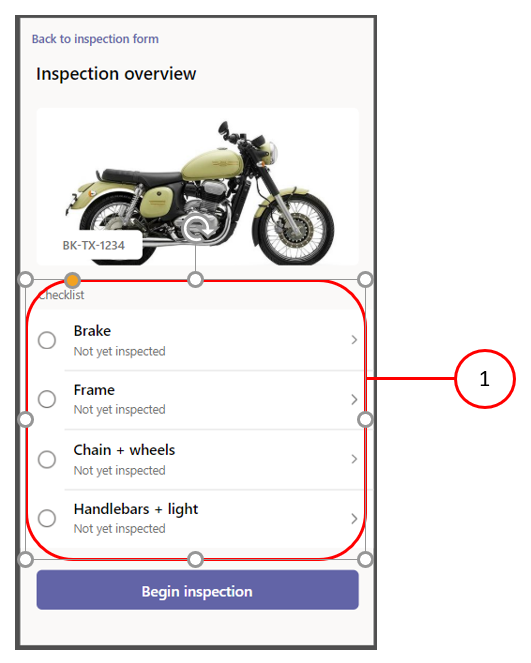 Back to inspection form
Inspection overview
BK-TX-1234
Checklist
Brake
Not yet inspected
Frame
Not yet inspected
Chain + wheels
Not yet inspected
Handlebars + light
Not yet inspected
1
Begin inspection